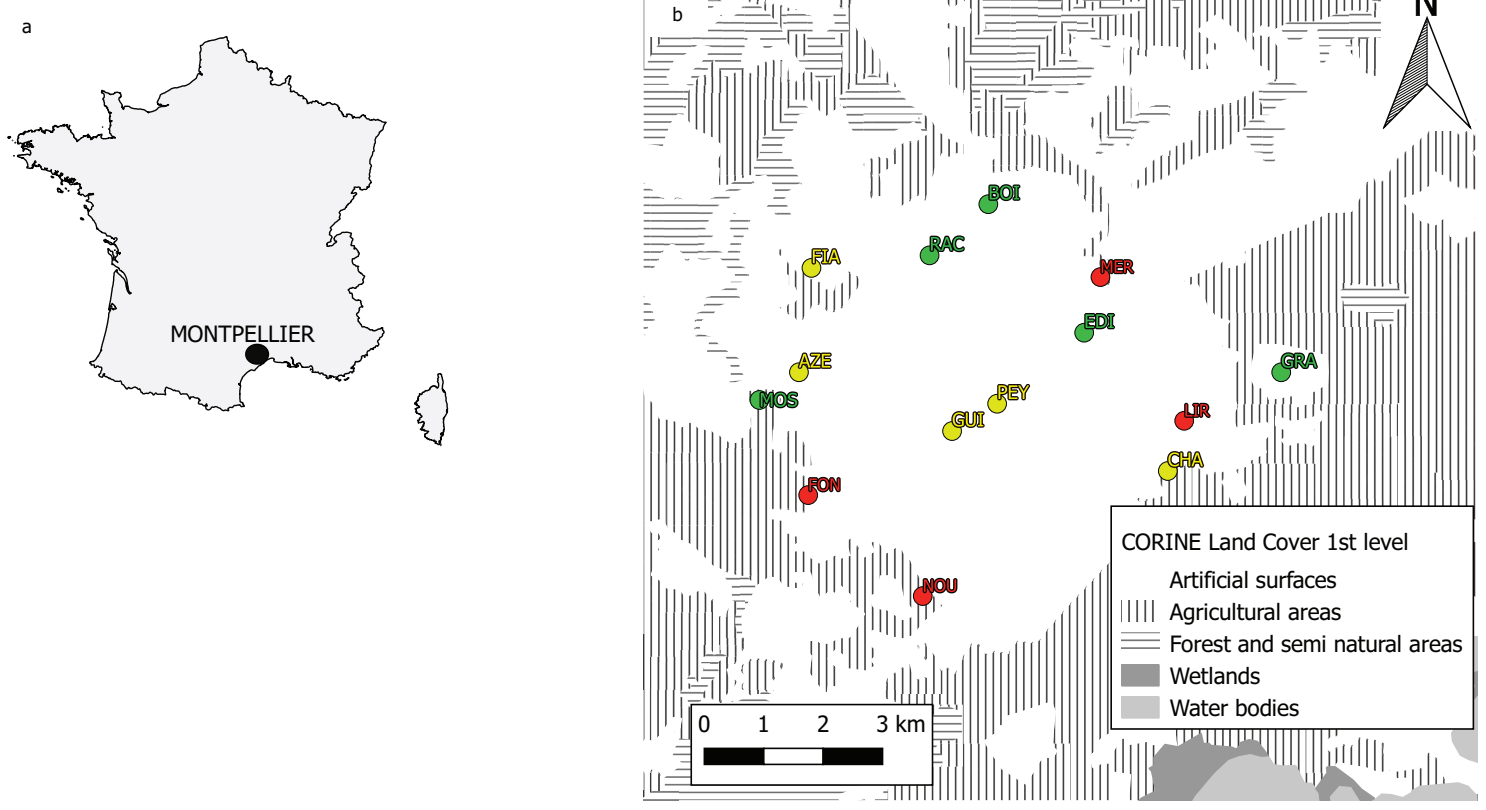 a
MONTPELLIER
b
N
BOI
RAC
FIA
MER
EDI
AZE
GRA
MOS
PEY
GUI
LIR
CHA
FON
NOU
CORINE Land Cover 1st level
Artificial surfaces
Agricultural areas
Forest and semi natural areas
Wetlands
Water bodies
0 1 2 3 km